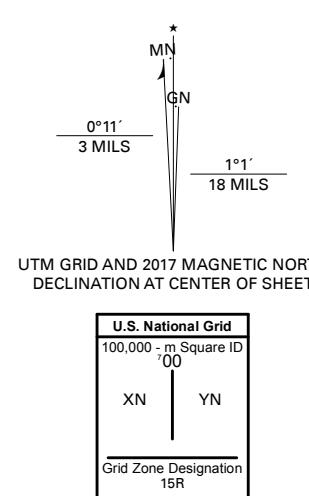 ★
MN
GN
0°11´
3 MILS
1°1´
18 MILS
UTM GRID AND 2017 MAGNETIC NORT
DECLINATION AT CENTER OF SHEET
U.S. National Grid
100,000 - m Square ID
⁷00
XN YN
Grid Zone Designation
15R